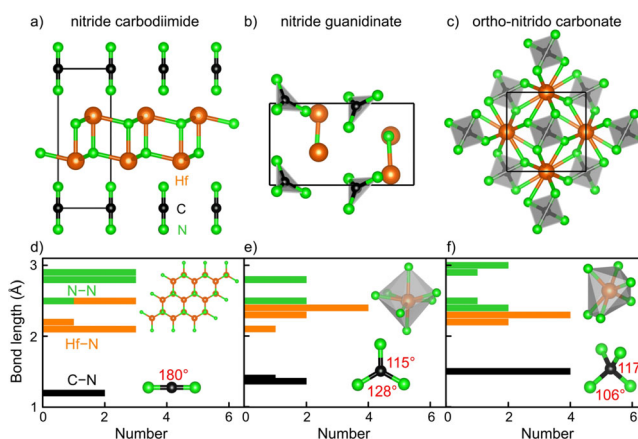 a) nitride carbodiimide
b) nitride guanidinate
c) ortho-nitrido carbonate
Hf
C
N
d)
e)
f)
3
2
1
Bond length (Å)
N−N
Hf−N
C−N
180°
115°
128°
117
106°
0 2 4 6
0 2 4 6
0 2 4 6
Number
Number
Number